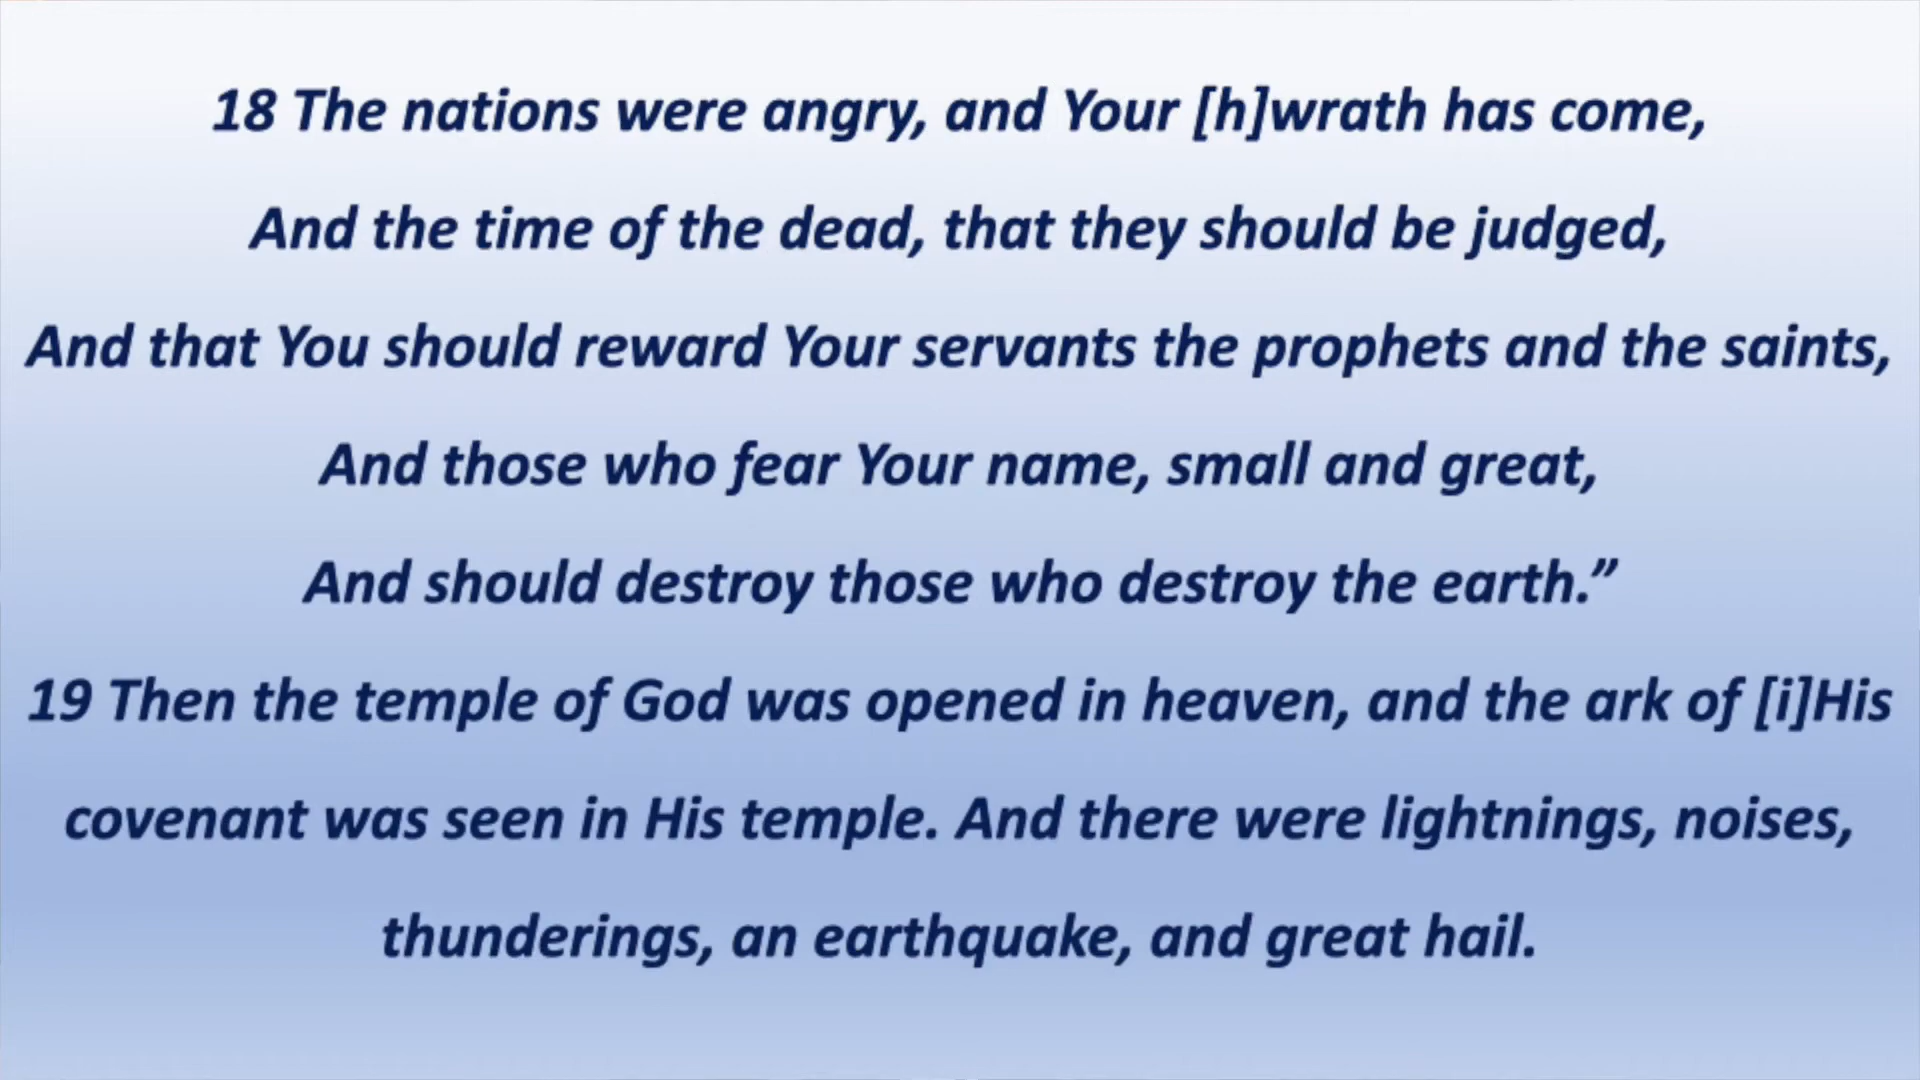 18 The nations were angry, and Your [h]wrath has come,
And the time of the dead, that they should be judged,
And that You should reward Your servants the prophets and the saints,
And those who fear Your name, small and great,
And should destroy those who destroy the earth.”
19 Then the temple of God was opened in heaven, and the ark of [i]His
covenant was seen in His temple. And there were lightnings, noises,
thunderings, an earthquake, and great hail.